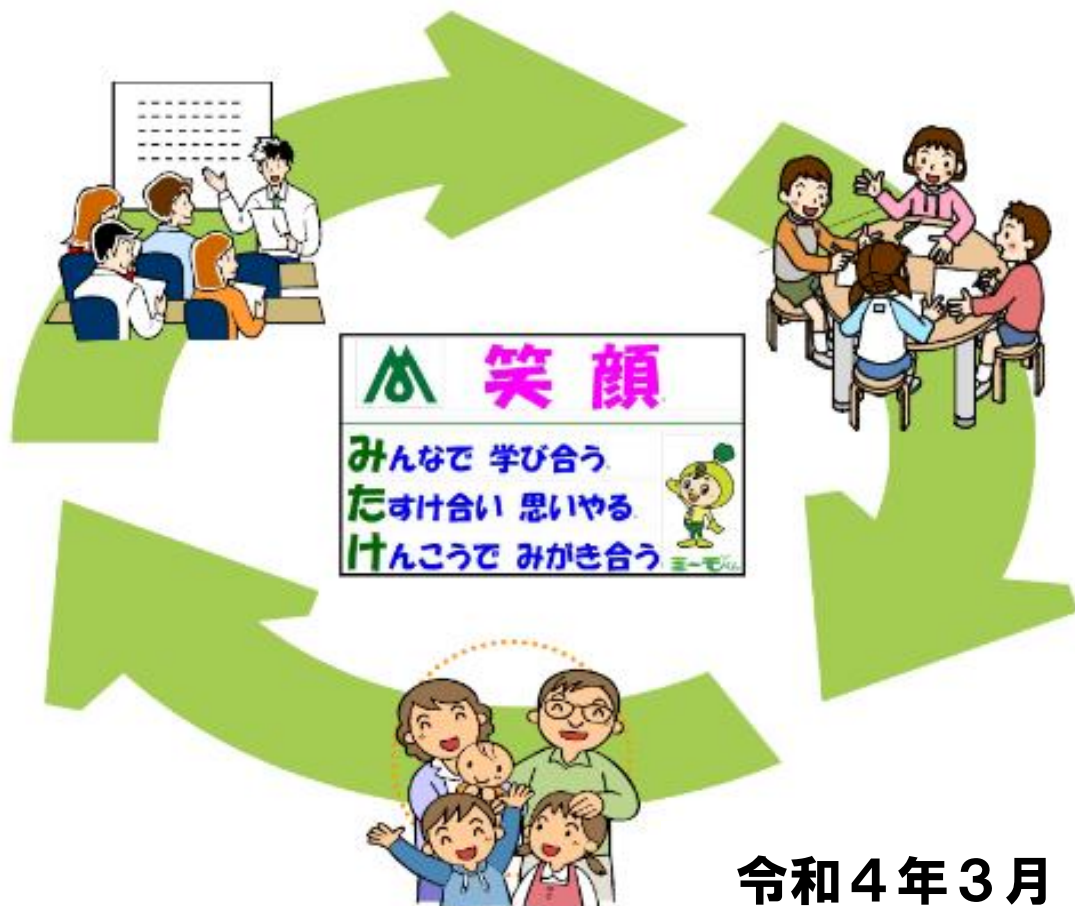 笑顔
みんなで 学び合う
たすけ合い 思いやる
けんこうで みがき合う
ミーモ
令和４年３月